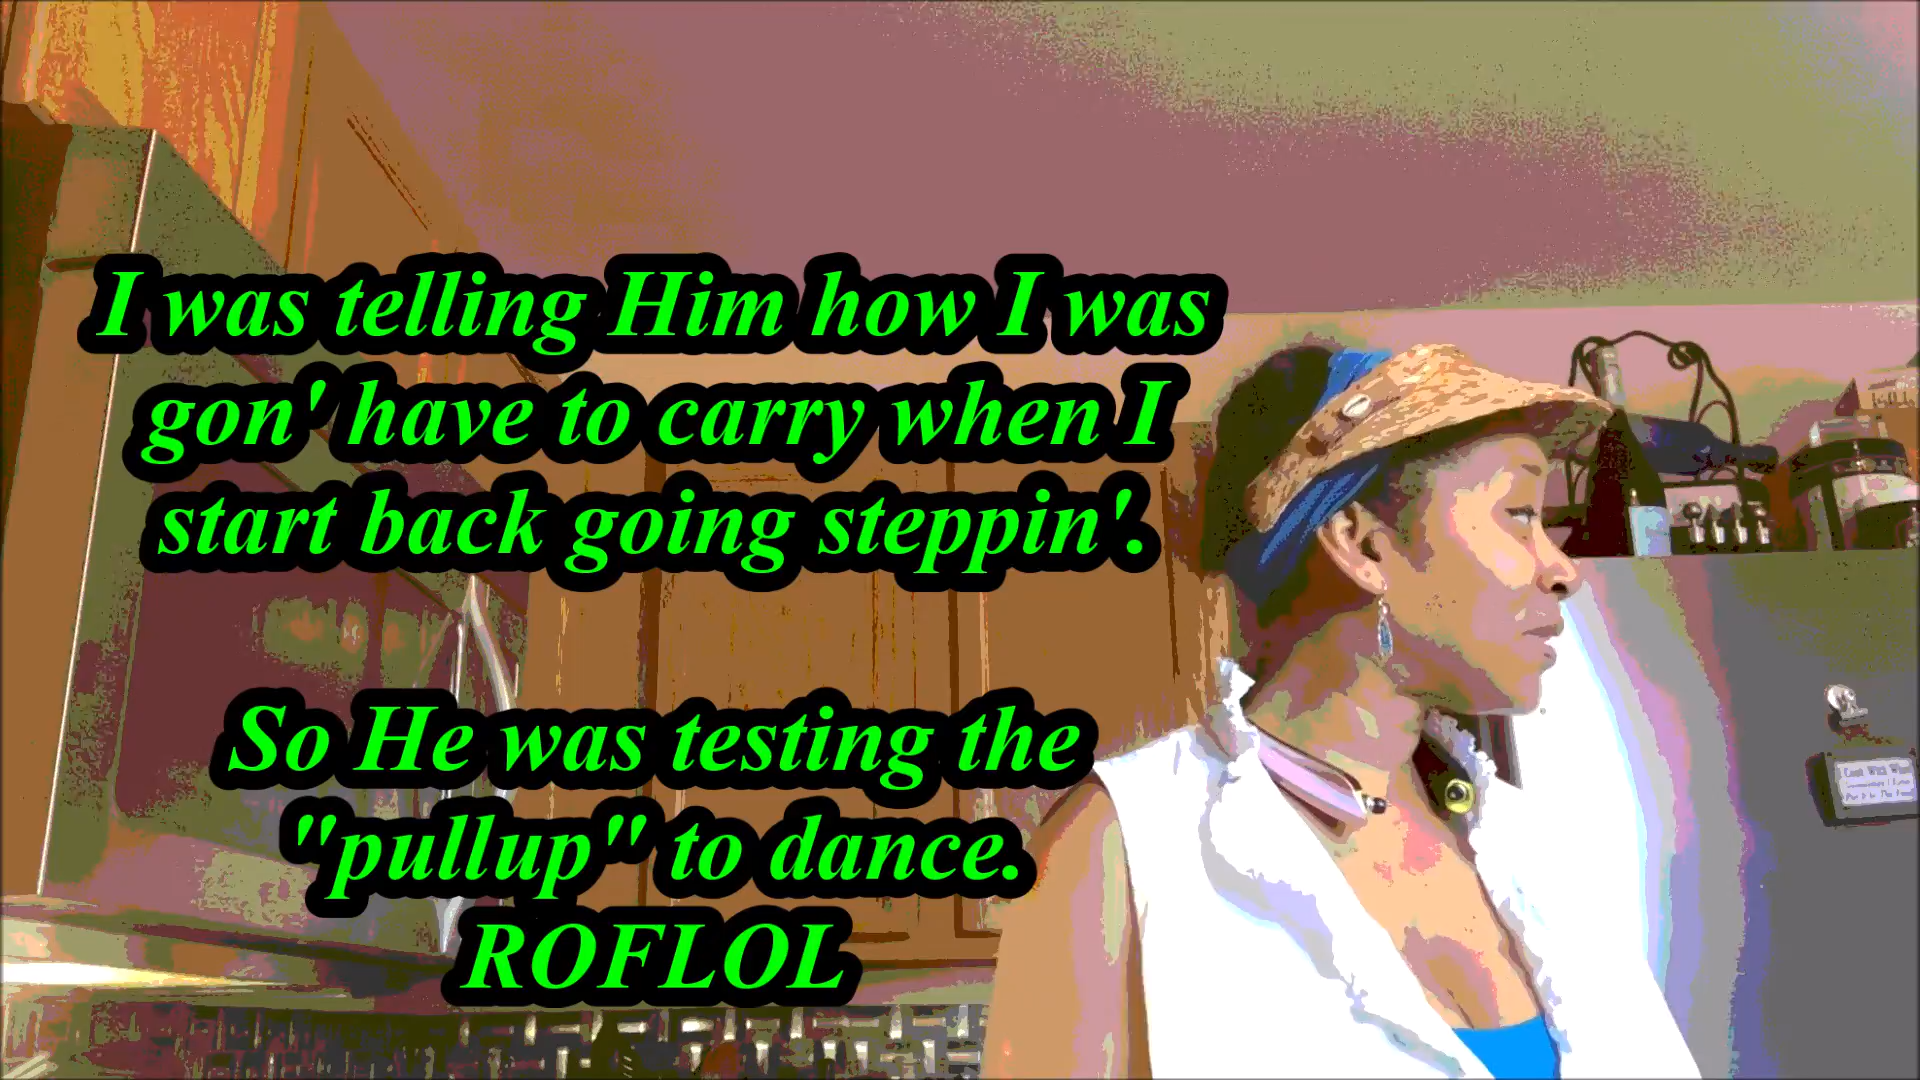 I was telling Him how I was
gon' have to carry when I
start back going steppin'.
So He was testing the
"pullup" to dance.
ROFLOL